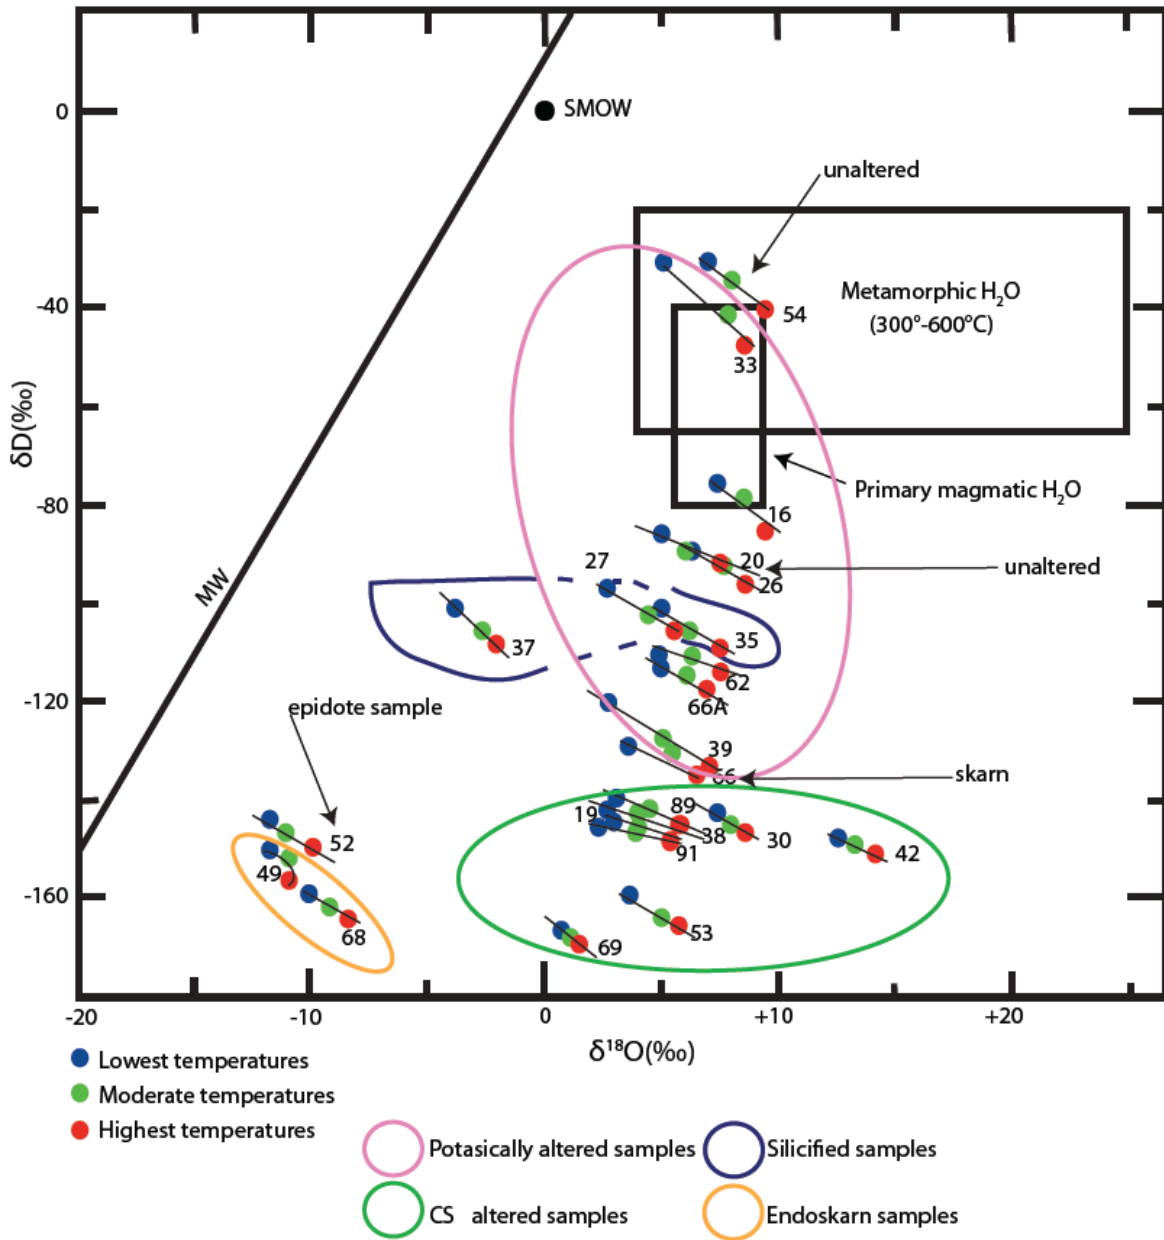 0
SMOW
unaltered
Metamorphic H₂O
(300°-600°C)
-40
54
33
δD(‰)
Primary magmatic H₂O
-80
16
27
20
unaltered
26
MW
37
35
62
-120
66A
epidote sample
39
66
skarn
19
89
38
30
52
91
42
49
-160
68
53
69
-20
-10
0
+10
+20
δ¹⁸O(‰)
Lowest temperatures
Moderate temperatures
Highest temperatures
Potasically altered samples
Silicified samples
CS altered samples
Endoskarn samples